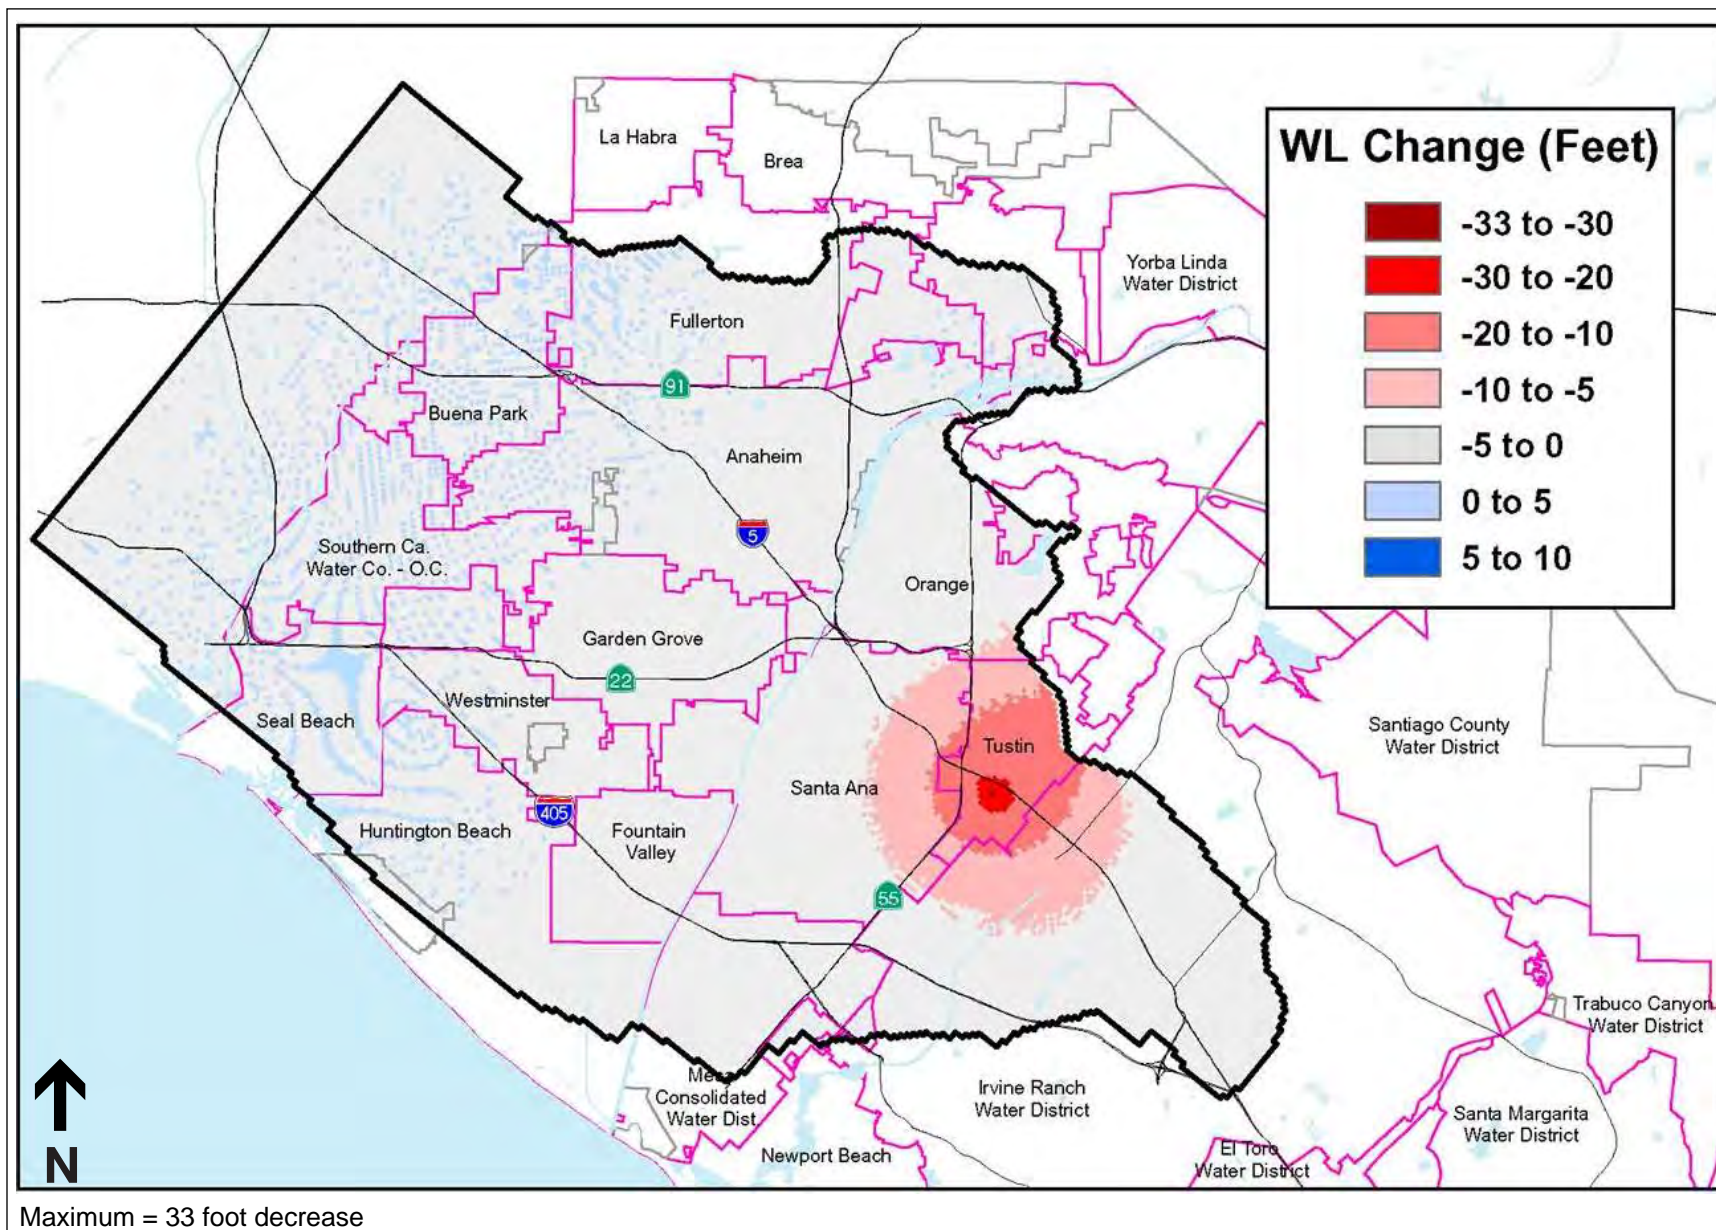 La Habra
Brea
WL Change (Feet)
-33 to -30
-30 to -20
-20 to -10
-10 to -5
-5 to 0
0 to 5
5 to 10
Yorba Linda
Water District
Fullerton
91
Buena Park
Anaheim
5
Southern Ca.
Water Co. - O.C.
Orange
Garden Grove
22
Westminster
Seal Beach
Tustin
Santiago County
Water District
Santa Ana
405
Huntington Beach
Fountain
Valley
55
Trabuco Canyon
Water District
Mesa
Consolidated
Water Dist.
Irvine Ranch
Water District
Santa Margarita
Water District
Newport Beach
El Toro
Water District
N
Maximum = 33 foot decrease